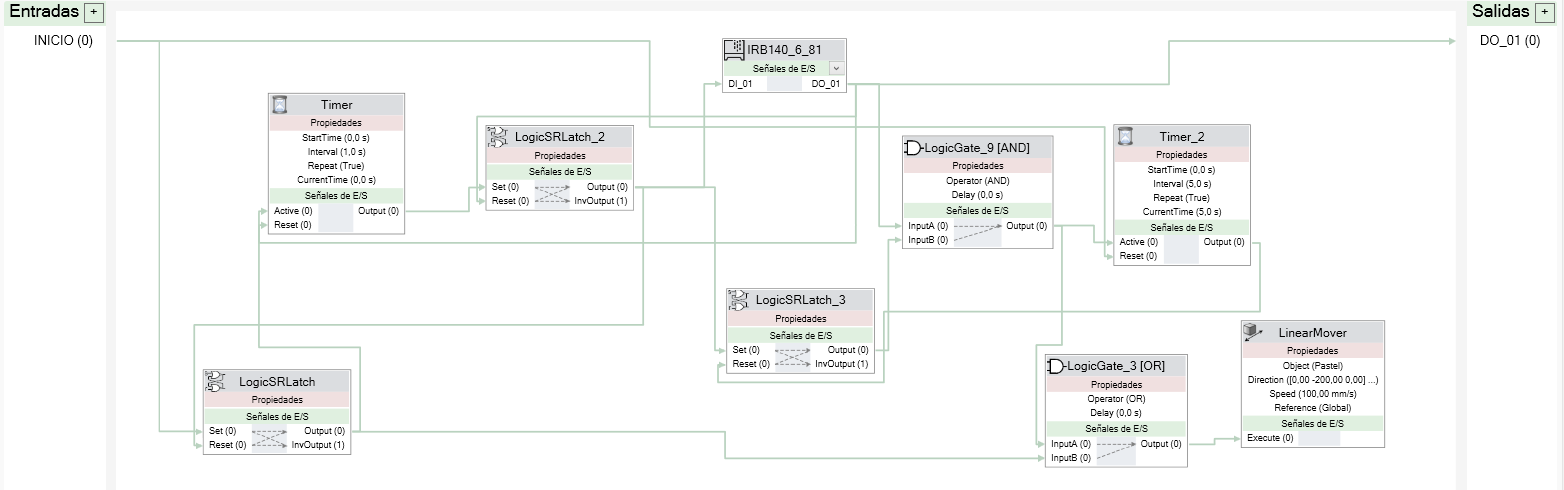 Entradas +
INICIO (0)
Salidas +
DO_01 (0)
IRB140_6_81
Señales de E/S
DI_01 DO_01
Timer
Propiedades
StartTime (0,0 s)
Interval (1,0 s)
Repeat (True)
CurrentTime (0,0 s)
Señales de E/S
Active (0) Output (0)
Reset (0)
LogicSRLatch_2
Propiedades
Señales de E/S
Set (0) Output (0)
Reset (0) InvOutput (1)
LogicGate_9 [AND]
Propiedades
Operator (AND)
Delay (0,0 s)
Señales de E/S
InputA (0) Output (0)
InputB (0)
Timer_2
Propiedades
StartTime (0,0 s)
Interval (5,0 s)
Repeat (True)
CurrentTime (5,0 s)
Señales de E/S
Active (0) Output (0)
Reset (0)
LogicSRLatch_3
Propiedades
Señales de E/S
Set (0) Output (0)
Reset (0) InvOutput (1)
LogicSRLatch
Propiedades
Señales de E/S
Set (0) Output (0)
Reset (0) InvOutput (1)
LogicGate_3 [OR]
Propiedades
Operator (OR)
Delay (0,0 s)
Señales de E/S
InputA (0) Output (0)
InputB (0)
LinearMover
Propiedades
Object (Pastel)
Direction ([0,00 -200,00 0,00] ...)
Speed (100,00 mm/s)
Reference (Global)
Señales de E/S
Execute (0)